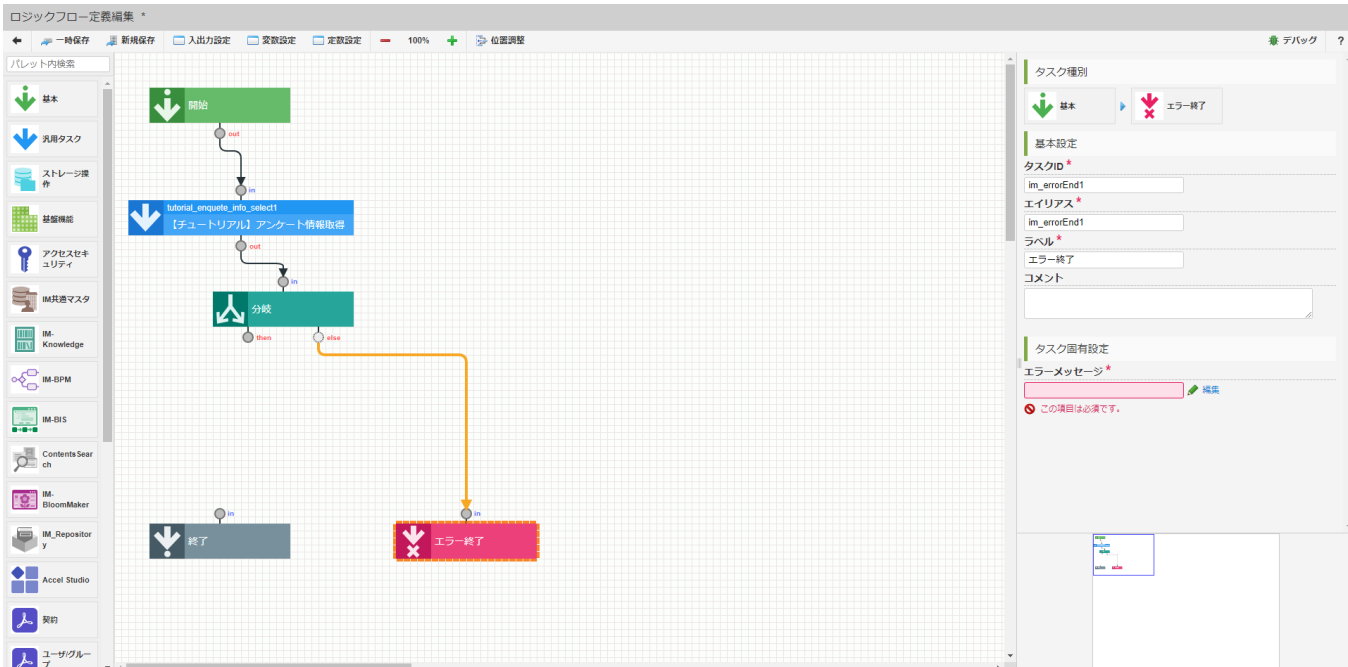 ロジックフロー定義編集 *
一時保存 新規保存 入出力設定 変数設定 定数設定 100% 位置調整 デバッグ ?
パレット内検索
基本
汎用タスク
ストレージ操
作
基盤機能
アクセスセキ
ュリティ
IM共通マスタ
IM-
Knowledge
IM-BPM
IM-BIS
ContentsSear
ch
IM-
BloomMaker
IM_Repositor
y
Accel Studio
契約
ユーザ/グルー
プ
開始
out
in
tutorial_enquete_info_select1
【チュートリアル】アンケート情報取得
out
in
分岐
then else
in
終了
in
エラー終了
タスク種別
基本 エラー終了
基本設定
タスクID *
im_errorEnd1
エイリアス *
im_errorEnd1
ラベル *
エラー終了
コメント
タスク固有設定
エラーメッセージ *
編集
この項目は必須です。